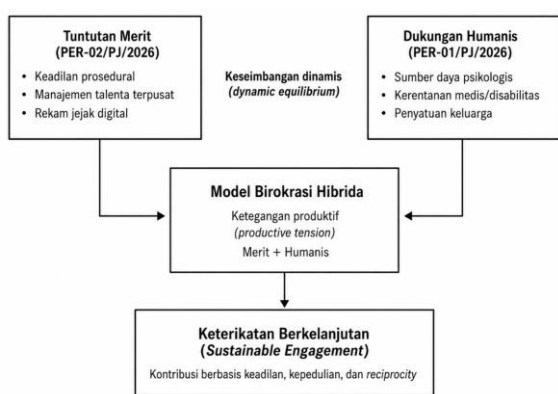 Tuntutan Merit
(PER-02/PJ/2026)
• Keadilan prosedural
• Manajemen talenta terpusat
• Rekam jejak digital
Keseimbangan dinamis
(dynamic equilibrium)
Dukungan Humanis
(PER-01/PJ/2026)
• Sumber daya psikologis
• Kerentanan medis/disabilitas
• Penyatuan keluarga
Model Birokrasi Hibrida
Ketegangan produktif
(productive tension)
Merit + Humanis
Keterikatan Berkelanjutan
(Sustainable Engagement)
Kontribusi berbasis keadilan, kepedulian, dan reciprocity